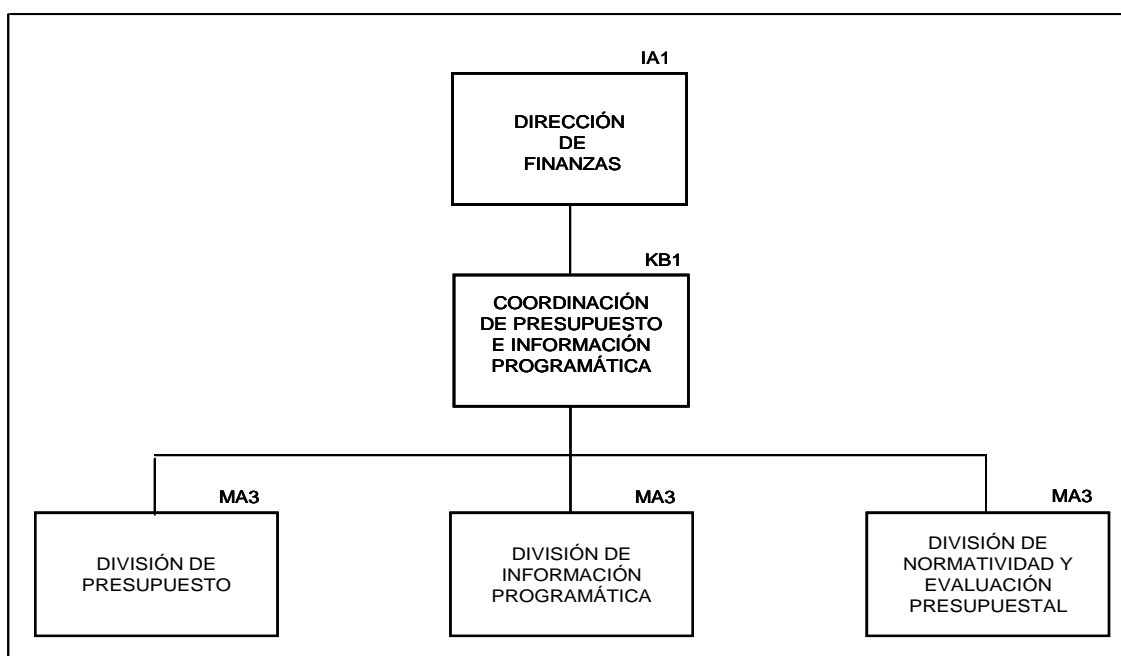 IA1
DIRECCIÓN
DE
FINANZAS
KB1
COORDINACIÓN
DE PRESUPUESTO
E INFORMACIÓN
PROGRAMÁTICA
MA3
DIVISIÓN DE
PRESUPUESTO
MA3
DIVISIÓN DE
INFORMACIÓN
PROGRAMÁTICA
MA3
DIVISIÓN DE
NORMATIVIDAD Y
EVALUACIÓN
PRESUPUESTAL